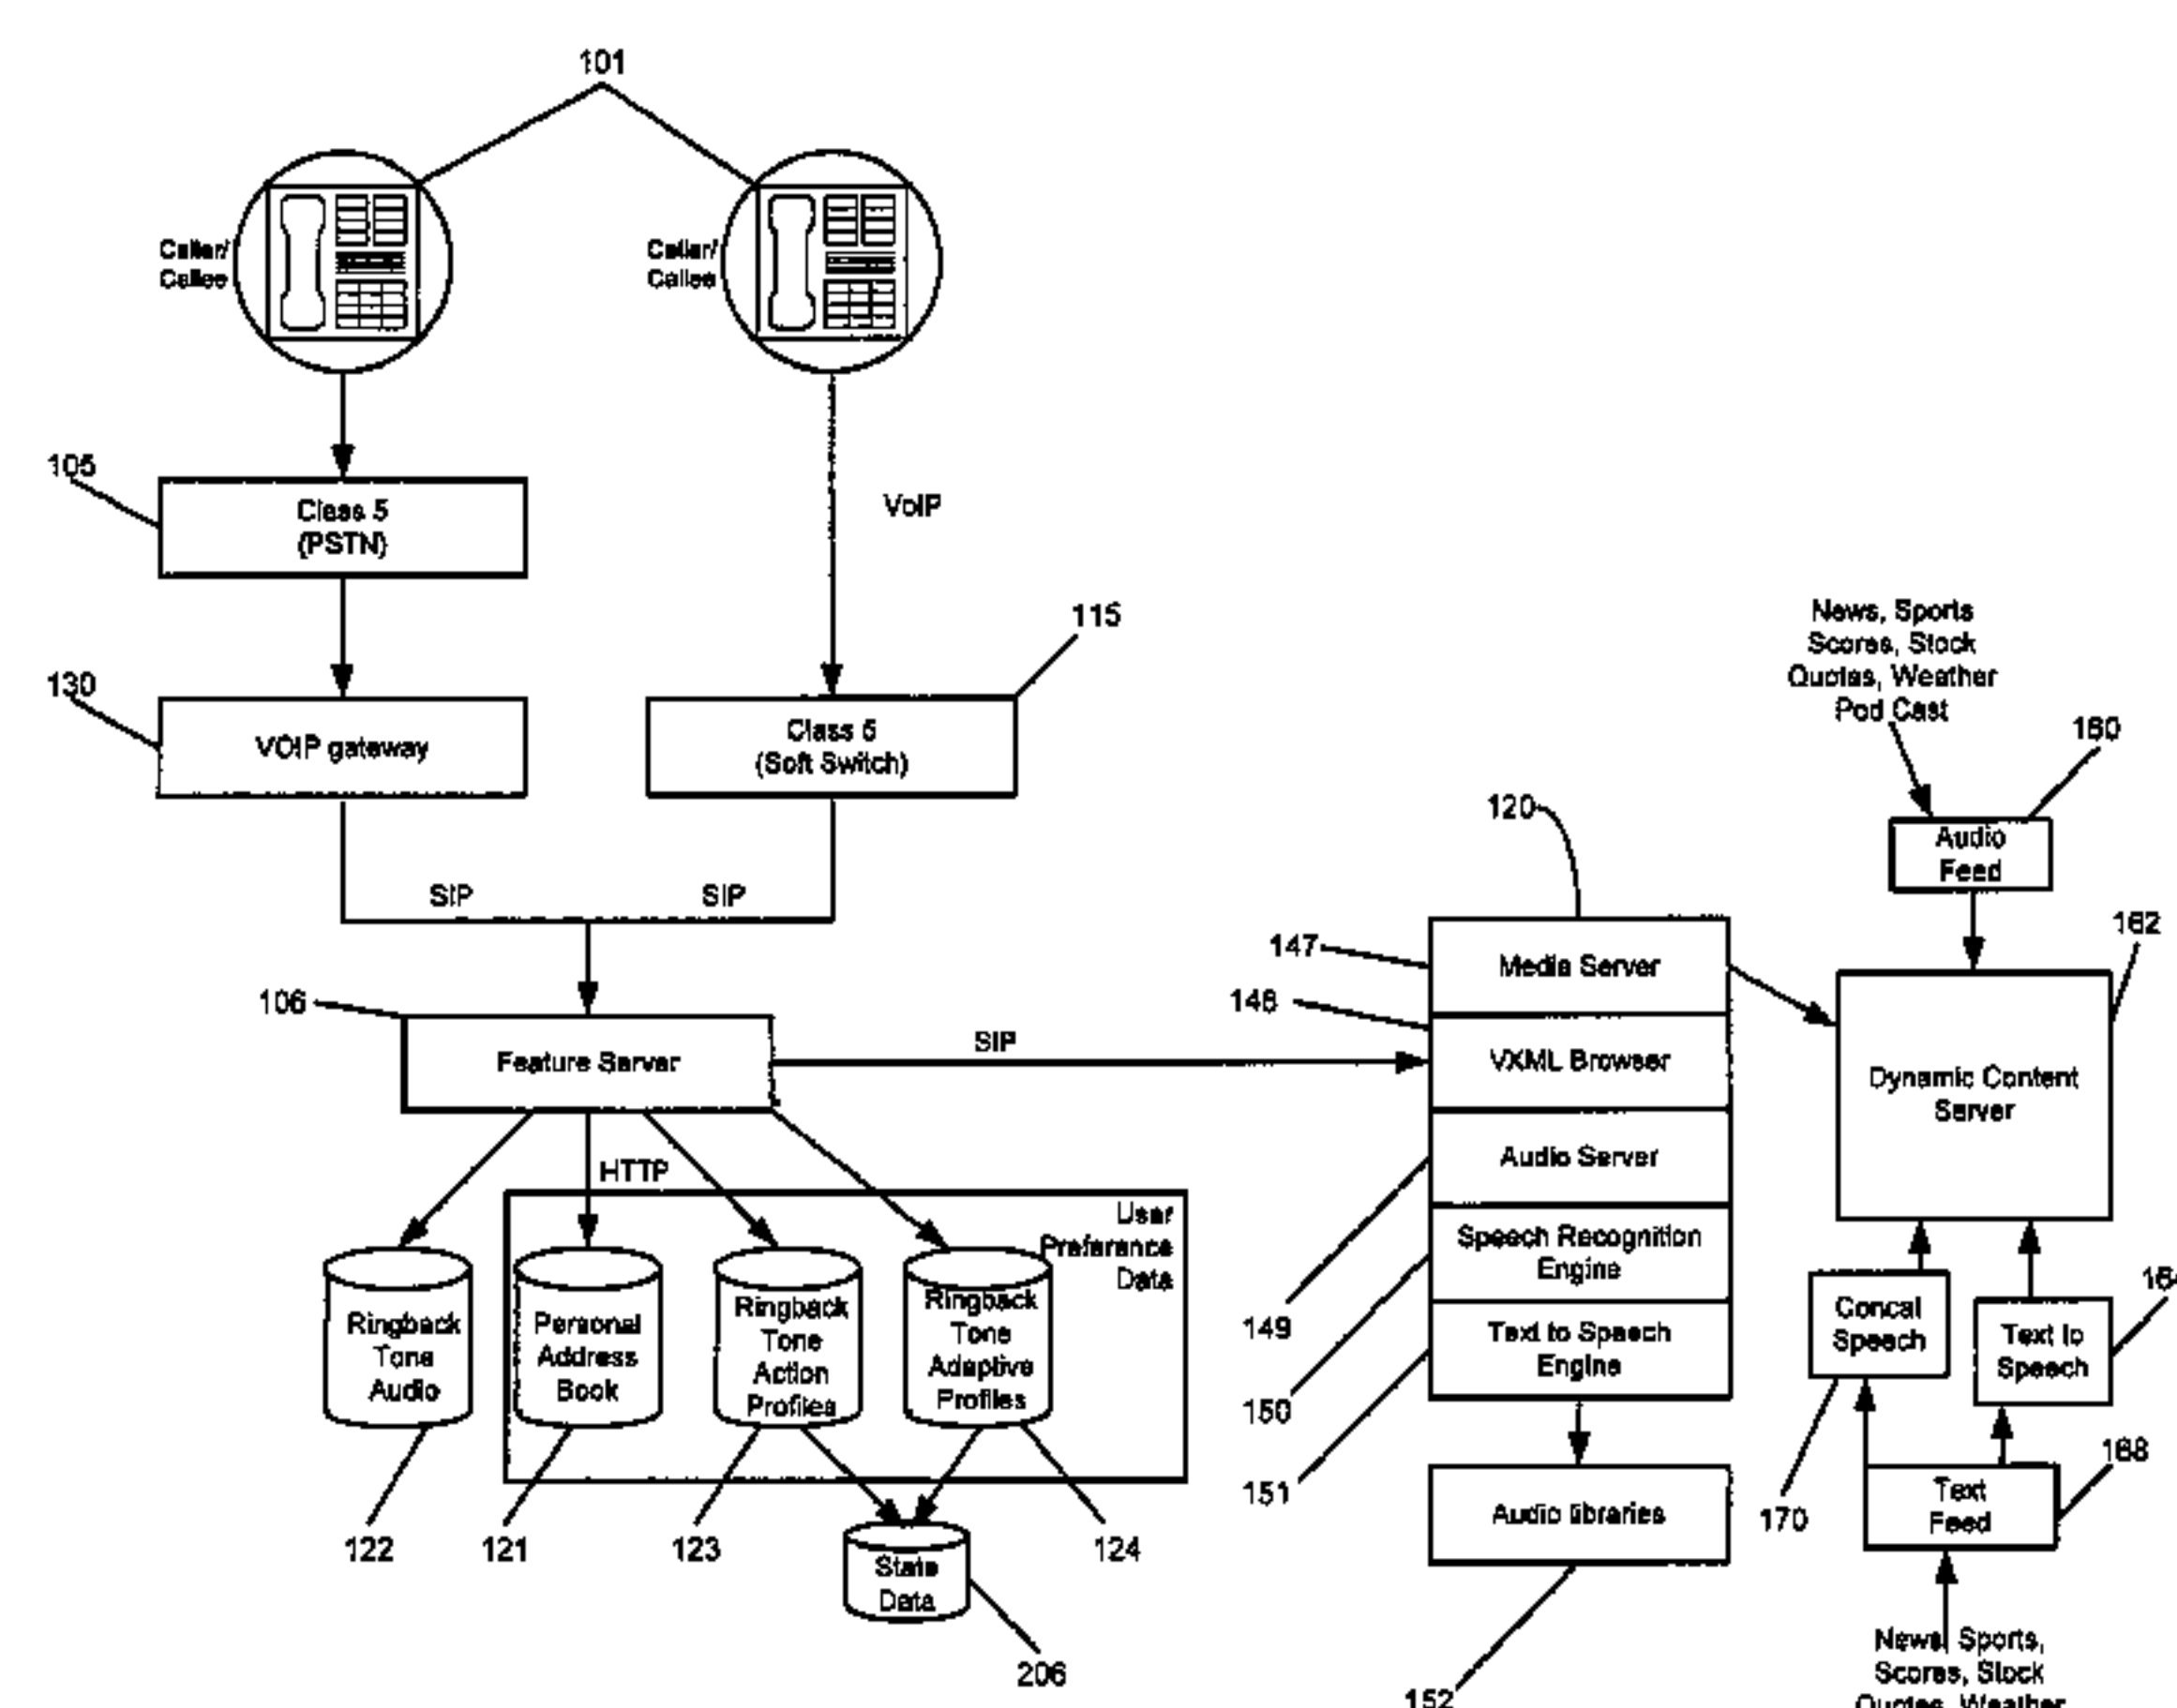 101
Caller/
Callee
Caller/
Callee
105
Class 5
(PSTN)
VoIP
115
130
VOIP gateway
Class 5
(Soft Switch)
News, Sports
Scores, Stock
Quotes, Weather
Pod Cast
160
Audio
Feed
120
SIP
SIP
162
147
Media Server
148
106
Feature Server
SIP
VXML Browser
Dynamic Content
Server
Audio Server
HTTP
User
Preference
Data
Speech Recognition
Engine
Ringback
Tone
Audio
Personal
Address
Book
Ringback
Tone
Action
Profiles
Ringback
Tone
Adaptive
Profiles
149
Text to Speech
Engine
150
Concat
Speech
Text to
Speech
151
168
Audio libraries
170
Text
Feed
122
121
123
124
State
Data
206
152
News, Sports,
Scores, Stock
Quotes, Weather